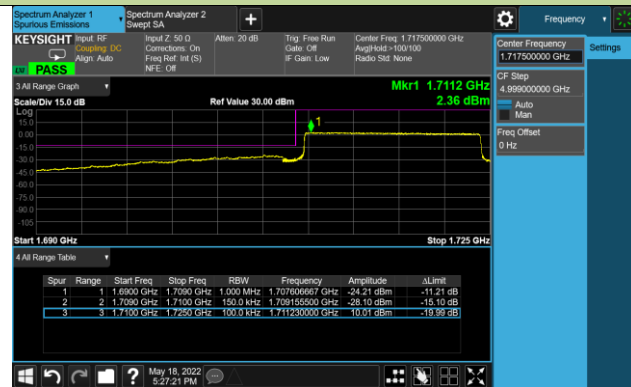 Spectrum Analyzer 1
Spurious Emissions
Spectrum Analyzer 2
Swept SA
Frequency
KEYSIGHT Input: RF
Coupling: DC
Align: Auto
Input Z: 50 Ω
Corrections: On
Freq Ref: Int (S)
NFE: Off
Atten: 20 dB
Trig: Free Run
Gate: Off
IF Gain: Low
Center Freq: 1.717500000 GHz
Avg|Hold:>100/100
Radio Std: None
LW PASS
Center Frequency
1.717500000 GHz
Settings
CF Step
4.999000000 GHz
Auto
Man
Freq Offset
0 Hz
3 All Range Graph
Mkr1 1.7112 GHz
Scale/Div 15.0 dB
Ref Value 30.00 dBm
2.36 dBm
Log
15.0
0.00
-15.0
-30.0
-45.0
-60.0
-75.0
-90.0
-105
1
Start 1.690 GHz
Stop 1.725 GHz
4 All Range Table
Spur Range Start Freq Stop Freq RBW Frequency Amplitude ΔLimit
1 1 1.6900 GHz 1.7090 GHz 1.000 MHz 1.707606667 GHz -24.21 dBm -11.21 dB
2 2 1.7090 GHz 1.7100 GHz 150.0 kHz 1.709155500 GHz -28.10 dBm -15.10 dB
3 3 1.7100 GHz 1.7250 GHz 100.0 kHz 1.711230000 GHz 10.01 dBm -19.99 dB
May 18, 2022
5:27:21 PM